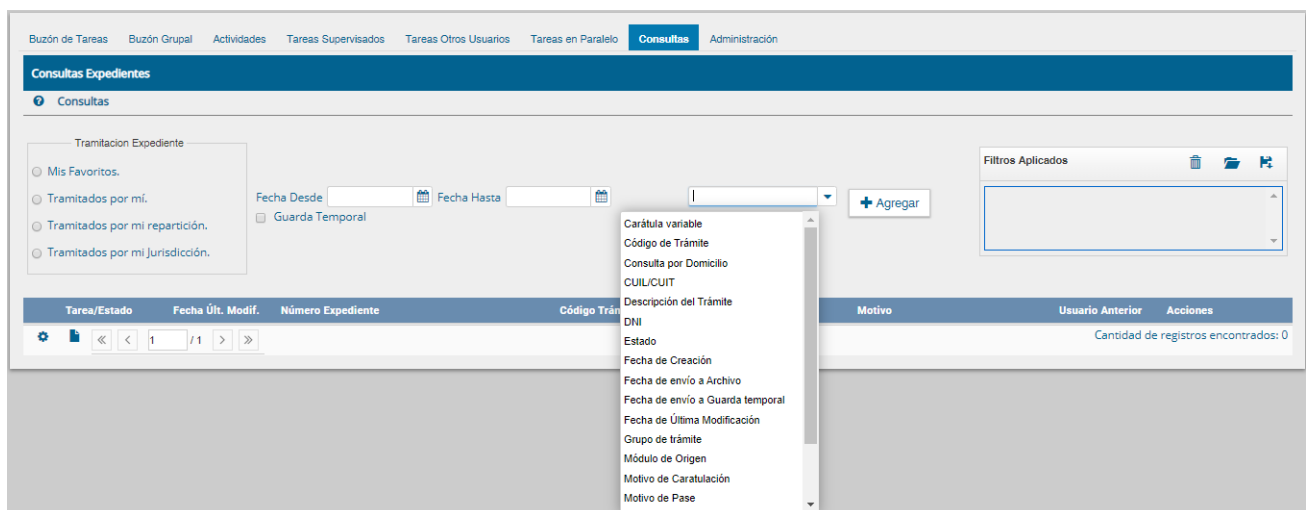 Buzón de Tareas Buzón Grupal Actividades Tareas Supervisados Tareas Otros Usuarios Tareas en Paralelo Consultas Administración
Consultas Expedientes
Consultas
Tramitacion Expediente
Mis Favoritos.
Tramitados por mí.
Tramitados por mi repartición.
Tramitados por mi Jurisdicción.
Fecha Desde Fecha Hasta
Guarda Temporal
+ Agregar
Filtros Aplicados
Carátula variable
Código de Trámite
Consulta por Domicilio
CUIL/CUIT
Descripción del Trámite
DNI
Estado
Fecha de Creación
Fecha de envío a Archivo
Fecha de envío a Guarda temporal
Fecha de Última Modificación
Grupo de trámite
Módulo de Origen
Motivo de Caratulación
Motivo de Pase
Tarea/Estado Fecha Últ. Modif. Número Expediente Código Trán Motivo Usuario Anterior Acciones
1 / 1
Cantidad de registros encontrados: 0